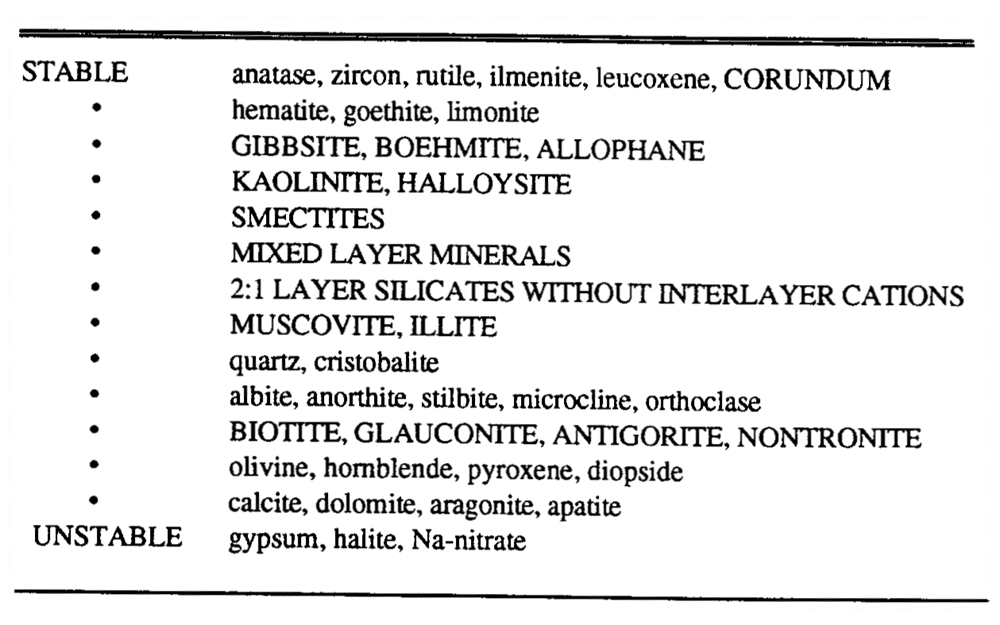 STABLE anatase, zircon, rutile, ilmenite, leucoxene, CORUNDUM
• hematite, goethite, limonite
• GIBBSITE, BOEHMITE, ALLOPHANE
• KAOLINITE, HALLOYSITE
• SMECTITES
• MIXED LAYER MINERALS
• 2:1 LAYER SILICATES WITHOUT INTERLAYER CATIONS
• MUSCOVITE, ILLITE
• quartz, cristobalite
• albite, anorthite, stilbite, microcline, orthoclase
• BIOTITE, GLAUCONITE, ANTIGORITE, NONTRONITE
• olivine, hornblende, pyroxene, diopside
• calcite, dolomite, aragonite, apatite
UNSTABLE gypsum, halite, Na-nitrate